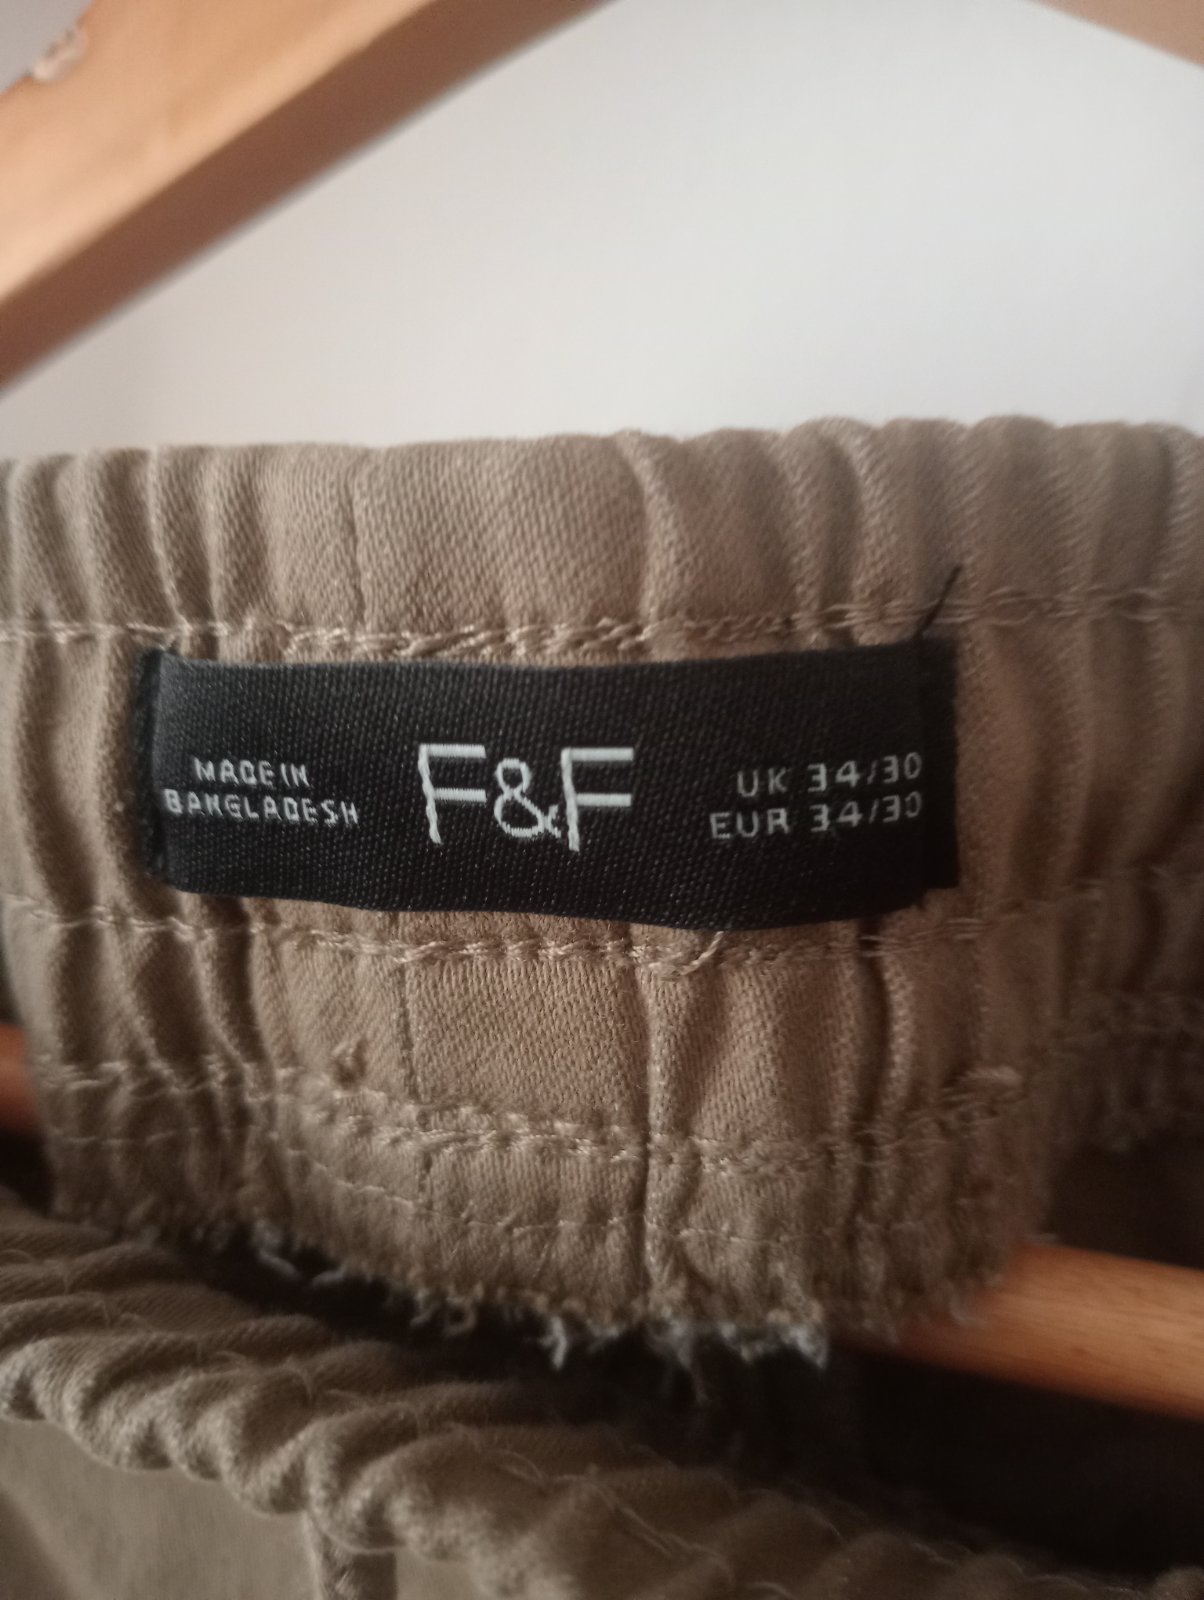 MADE IN
BANGLADESH
F&F
UK 34/30
EUR 34/30